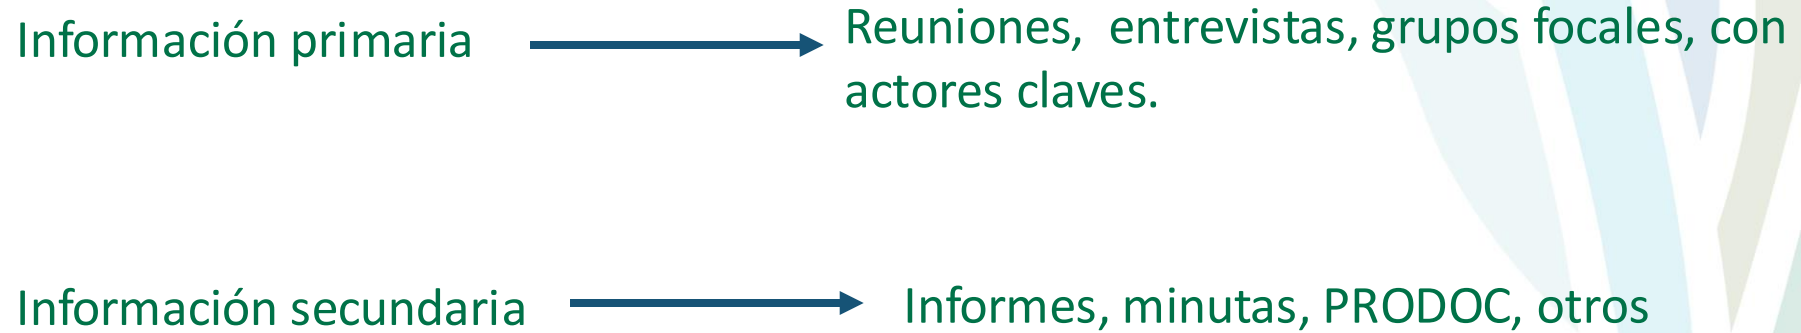 Información primaria
Reuniones, entrevistas, grupos focales, con
actores claves.
Información secundaria
Informes, minutas, PRODOC, otros